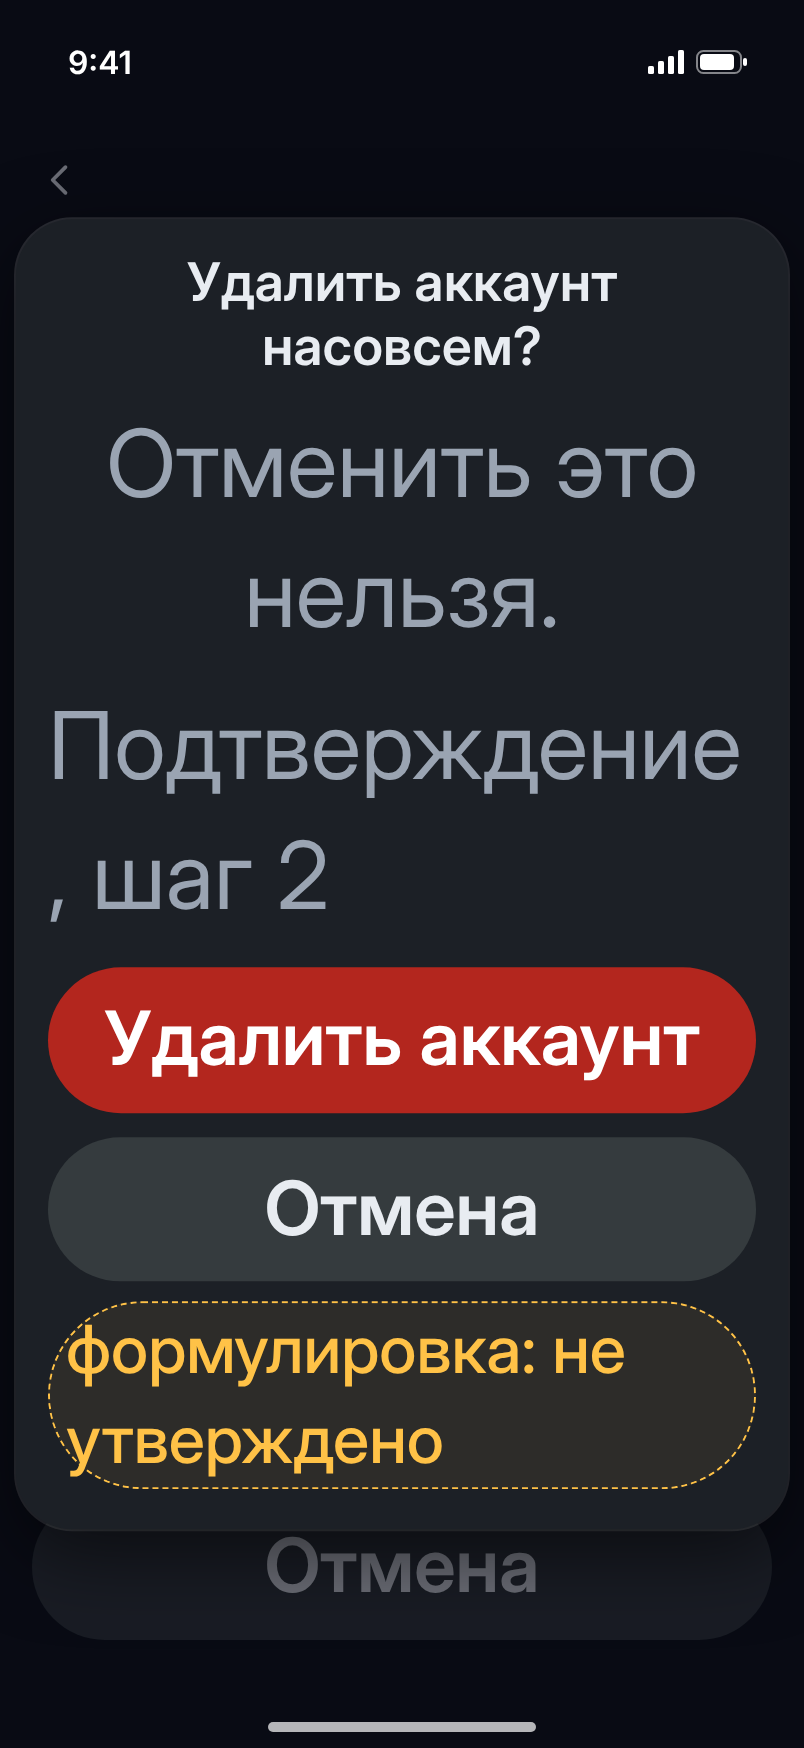 9:41
Удалить аккаунт
насовсем?
Отменить это
нельзя.
Подтверждение
, шаг 2
Удалить аккаунт
Отмена
формулировка: не
утверждено
Отмена